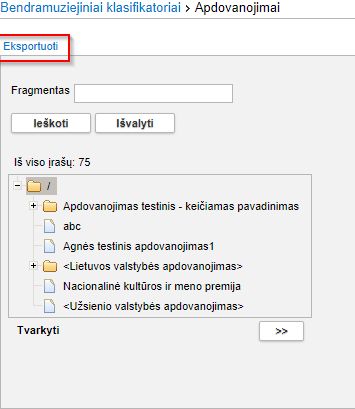 Bendramuziejiniai klasifikatoriai > Apdovanojimai
Eksportuoti
Fragmentas
Ieškoti Išvalyti
Iš viso įrašų: 75
/
Apdovanojimas testinis - keičiamas pavadinimas
abc
Agnės testinis apdovanojimas1
<Lietuvos valstybės apdovanojimas>
Nacionalinė kultūros ir meno premija
<Užsienio valstybės apdovanojimas>
Tvarkyti >>